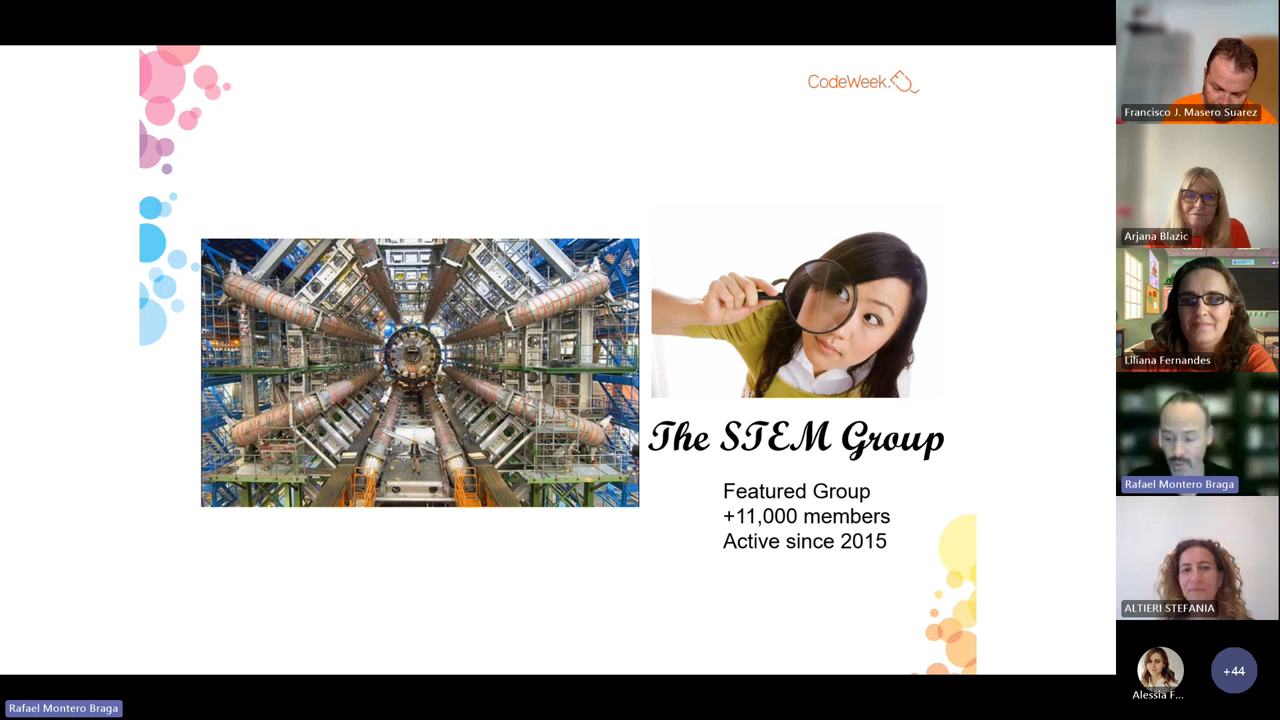 CodeWeek.
The STEM Group
Featured Group
+11,000 members
Active since 2015
Francisco J. Masero Suarez
Arjana Blazic
Liliana Fernandes
Rafael Montero Braga
ALTIERI STEFANIA
Alessia F...
+44
Rafael Montero Braga